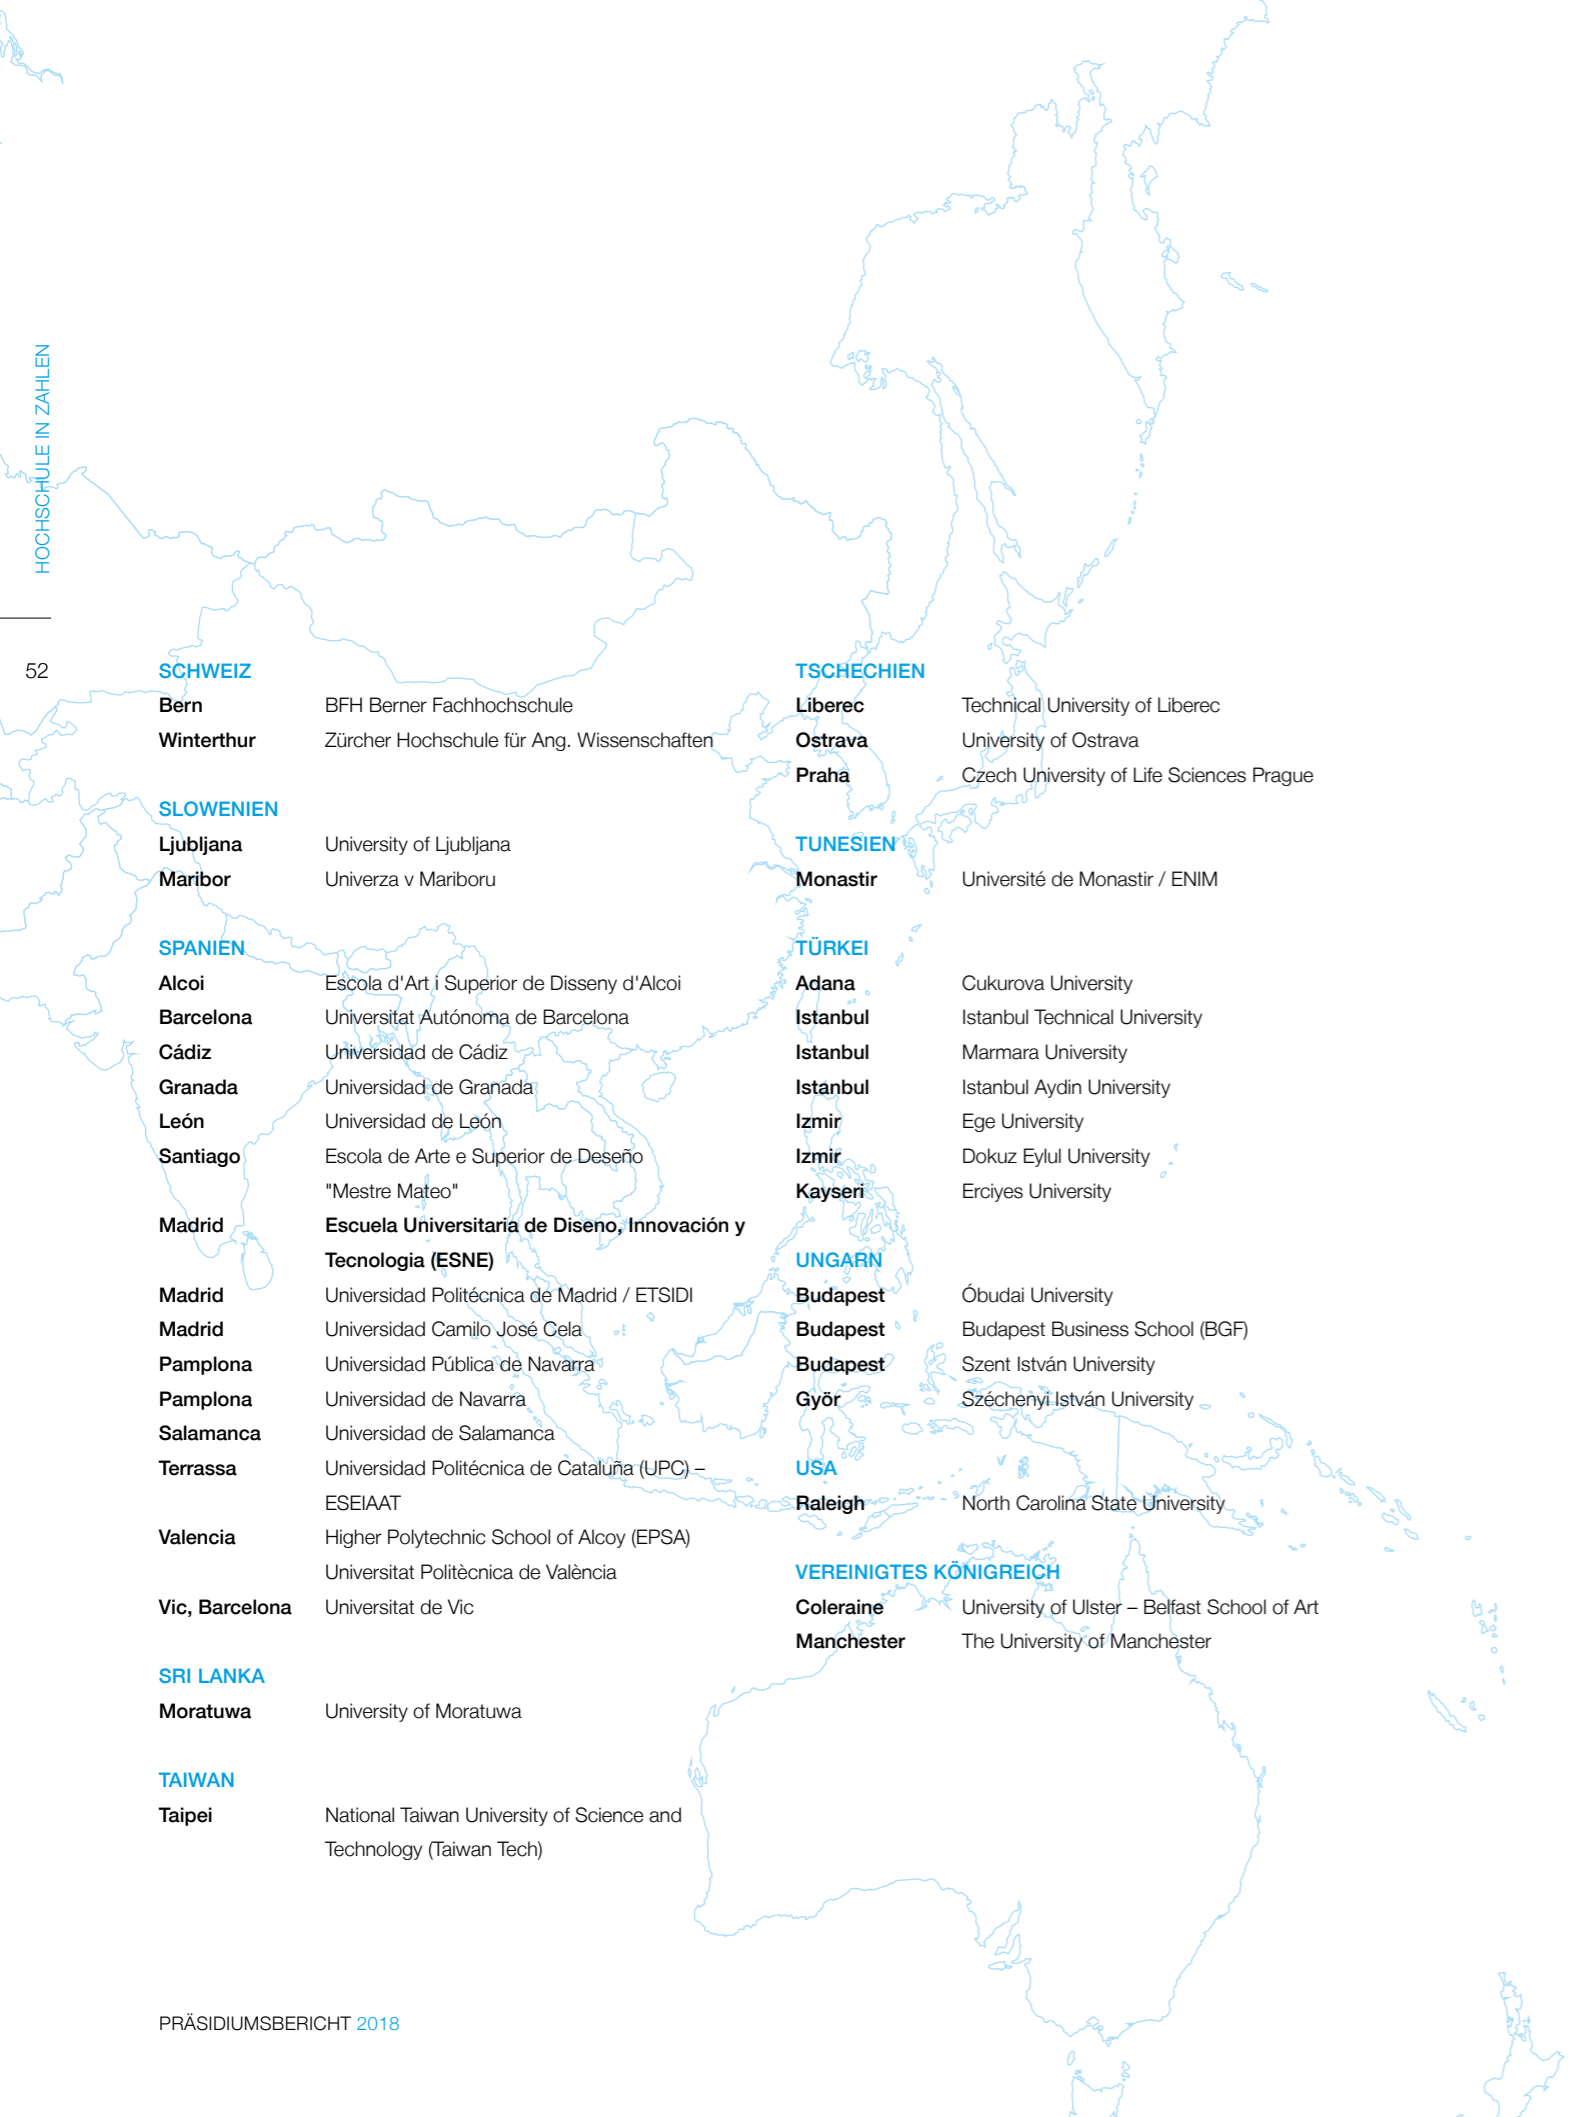 HOCHSCHULE IN ZAHLEN
52
SCHWEIZ
Bern BFH Berner Fachhochschule
Winterthur Zürcher Hochschule für Ang. Wissenschaften
SLOWENIEN
Ljubljana University of Ljubljana
Maribor Univerza v Mariboru
SPANIEN
Alcoi Escola d'Art i Superior de Disseny d'Alcoi
Barcelona Universitat Autónoma de Barcelona
Cádiz Universidad de Cádiz
Granada Universidad de Granada
León Universidad de León
Santiago Escola de Arte e Superior de Deseño
"Mestre Mateo"
Madrid Escuela Universitaria de Diseno, Innovación y
Tecnologia (ESNE)
Madrid Universidad Politécnica de Madrid / ETSIDI
Madrid Universidad Camilo José Cela
Pamplona Universidad Pública de Navarra
Pamplona Universidad de Navarra
Salamanca Universidad de Salamanca
Terrassa Universidad Politécnica de Cataluña (UPC) –
ESEIAAT
Valencia Higher Polytechnic School of Alcoy (EPSA)
Universitat Politècnica de València
Vic, Barcelona Universitat de Vic
SRI LANKA
Moratuwa University of Moratuwa
TAIWAN
Taipei National Taiwan University of Science and
Technology (Taiwan Tech)
TSCHECHIEN
Liberec Technical University of Liberec
Ostrava University of Ostrava
Praha Czech University of Life Sciences Prague
TUNESIEN
Monastir Université de Monastir / ENIM
TÜRKEI
Adana Cukurova University
Istanbul Istanbul Technical University
Istanbul Marmara University
Istanbul Istanbul Aydin University
Izmir Ege University
Izmir Dokuz Eylul University
Kayseri Erciyes University
UNGARN
Budapest Óbudai University
Budapest Budapest Business School (BGF)
Budapest Szent István University
Györ Széchenyi István University
USA
Raleigh North Carolina State University
VEREINIGTES KÖNIGREICH
Coleraine University of Ulster – Belfast School of Art
Manchester The University of Manchester
PRÄSIDIUMSBERICHT 2018